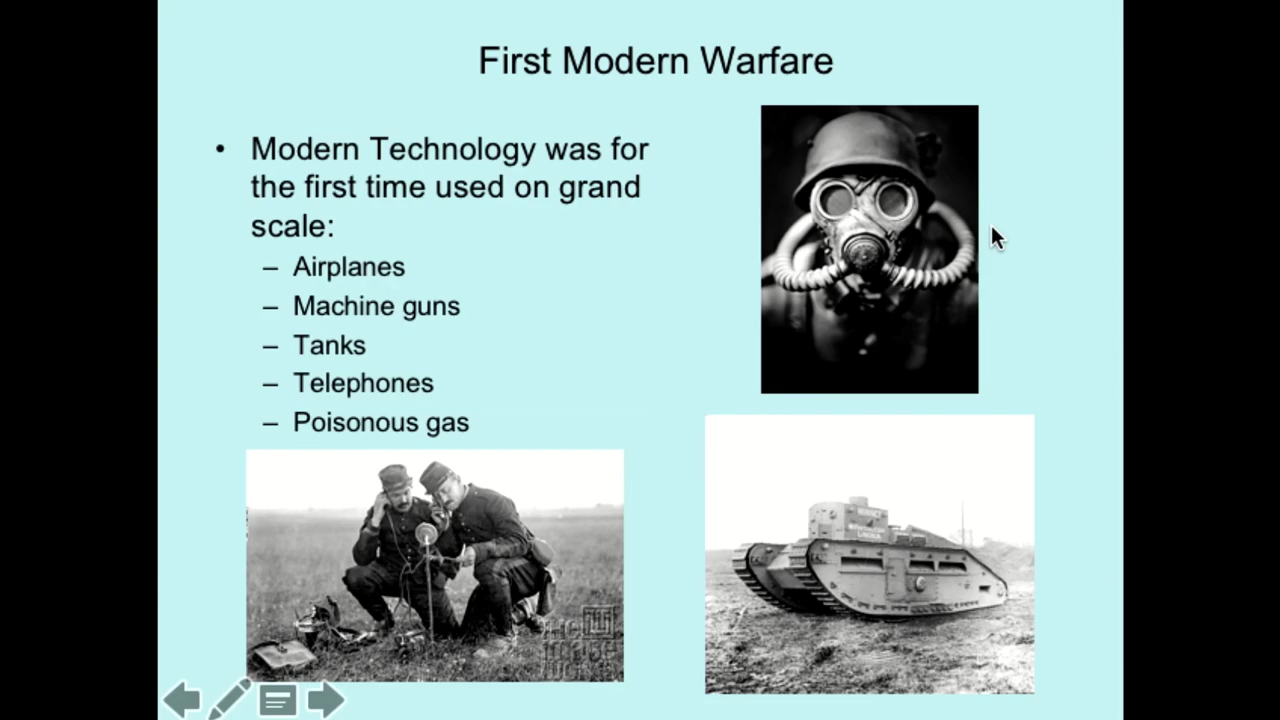 First Modern Warfare
• Modern Technology was for
the first time used on grand
scale:
– Airplanes
– Machine guns
– Tanks
– Telephones
– Poisonous gas